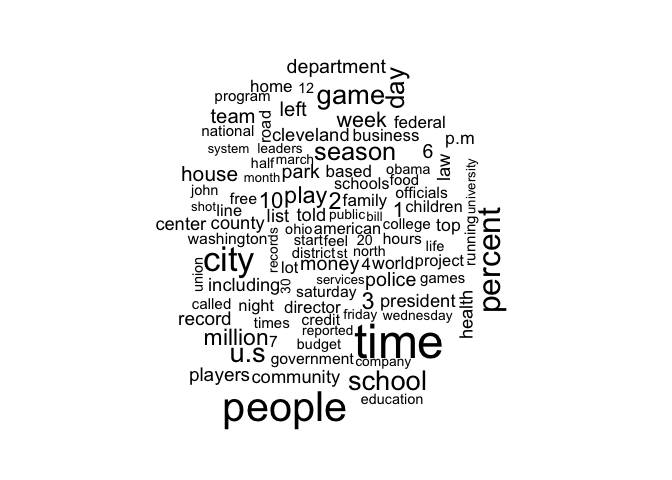 department
day
home 12
program
game
left
team
road
week federal
national
cleveland business
p.m
system leaders
season
6
law
half march
park based
obama
house
month
schools food
university
john
free 10 play 2 family
officials
shot line
list told public bill 1 children
center county
ohio american college top
running
washington
records
start feel 20 hours life
district st north
percent
city
lot money 4 world project
union
including 30
services police games
saturday
called night director
3 president
health
record
times credit friday wednesday
reported
million 7
budget
time
u.s
government company
players community
school
people
education